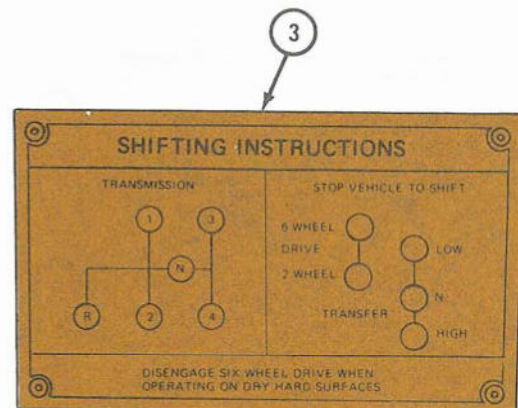 3
SHIFTING INSTRUCTIONS
TRANSMISSION
1 3
N
R 2 4
STOP VEHICLE TO SHIFT
6 WHEEL
DRIVE
2 WHEEL
LOW
N
TRANSFER
HIGH
DISENGAGE SIX WHEEL DRIVE WHEN
OPERATING ON DRY HARD SURFACES